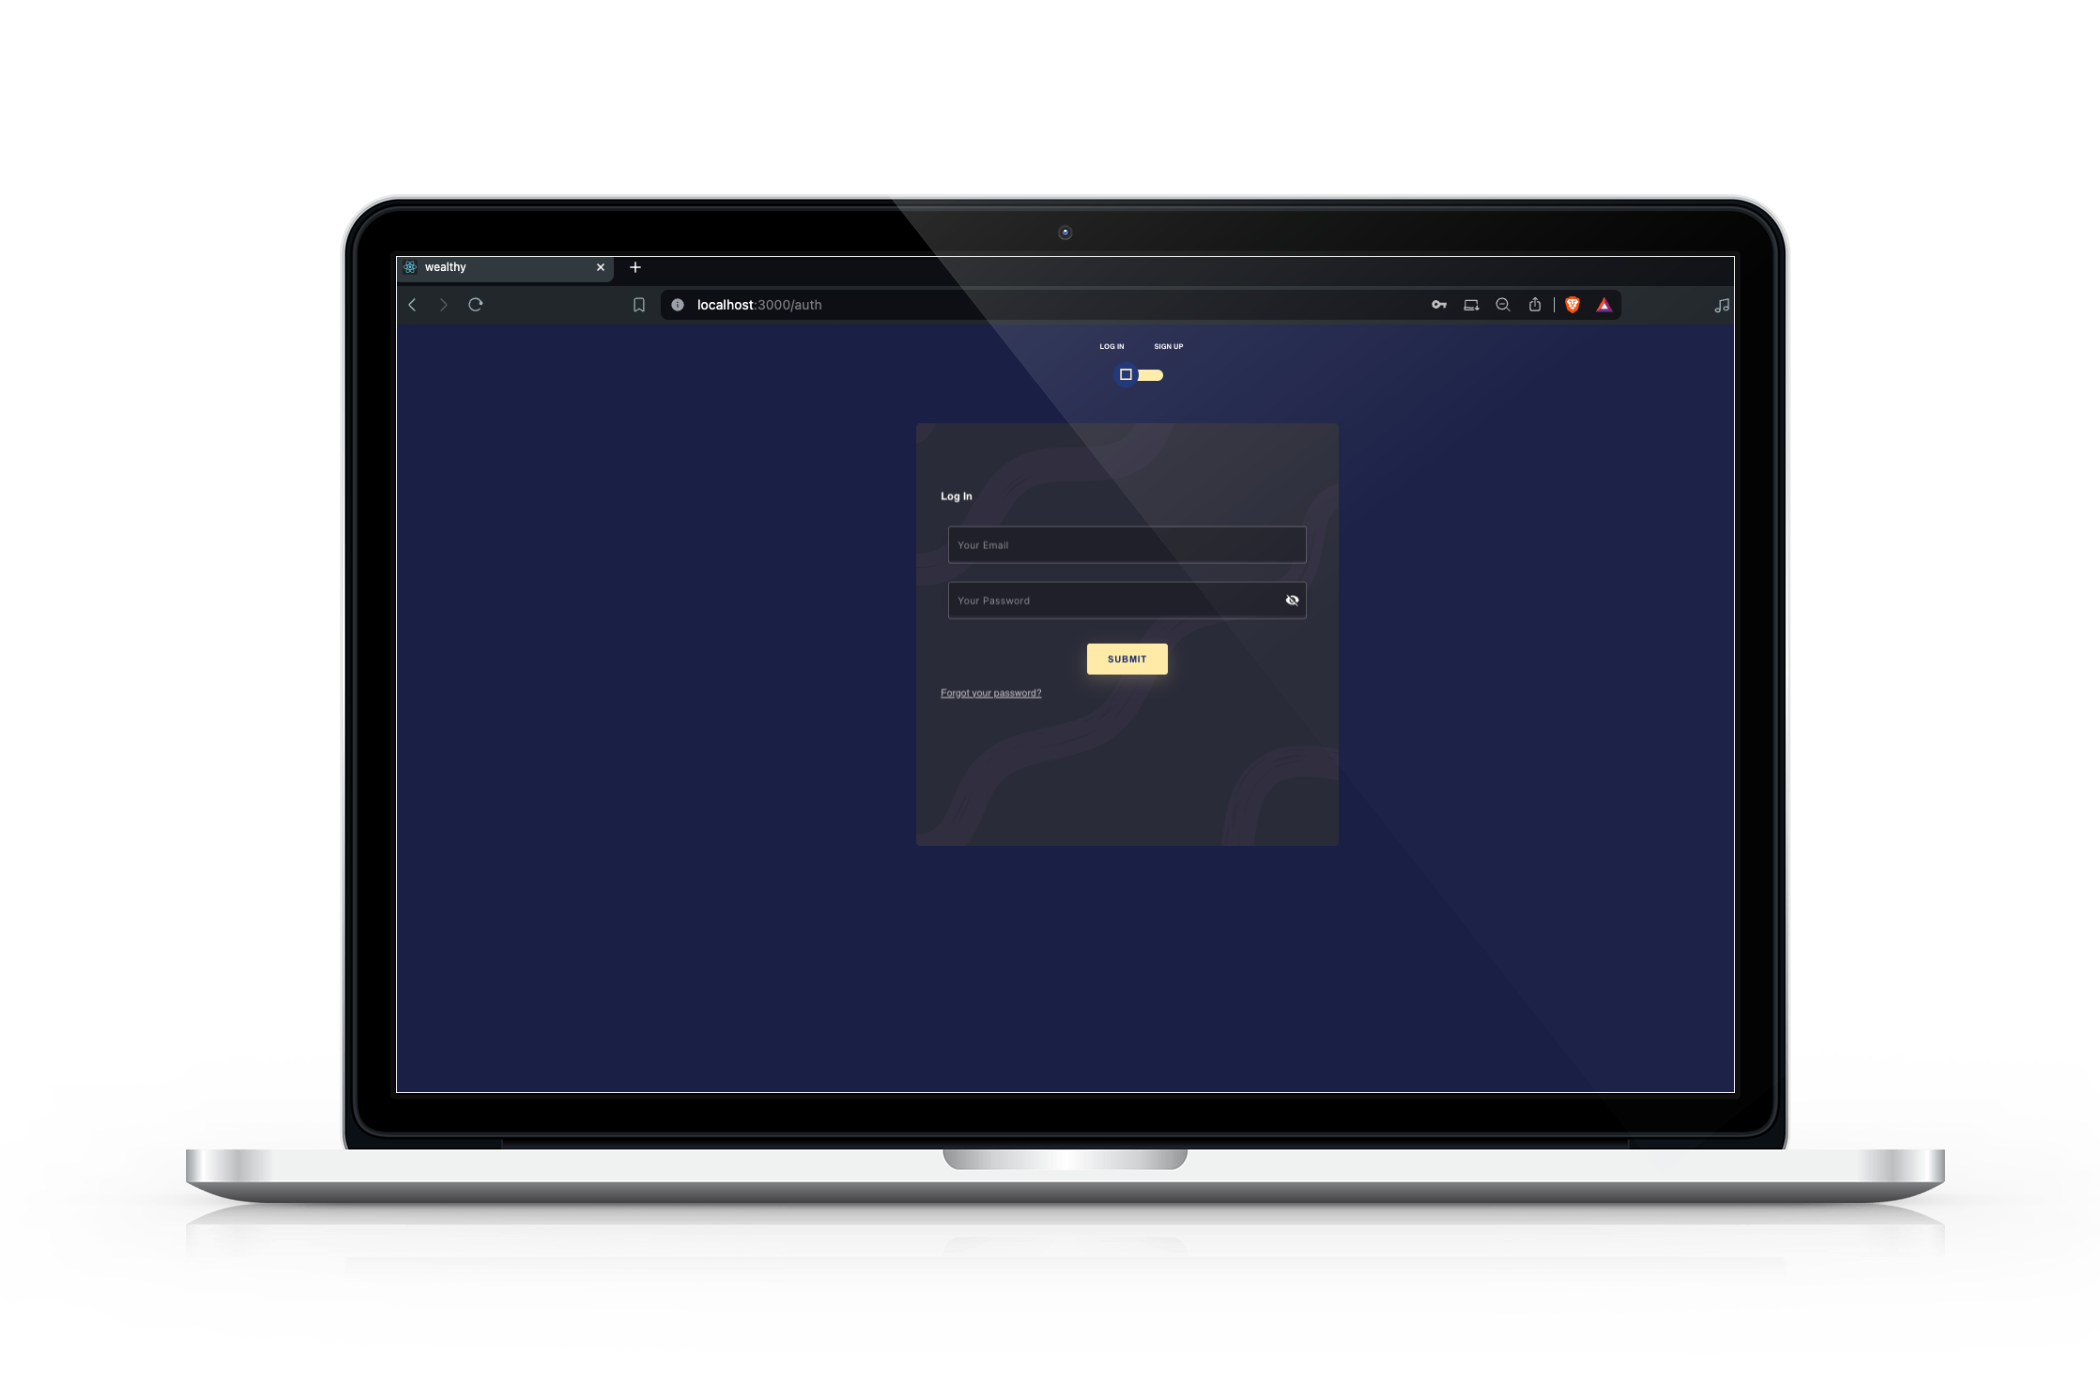 wealthy
localhost:3000/auth
LOG IN SIGN UP
Log In
Your Email
Your Password
SUBMIT
Forgot your password?